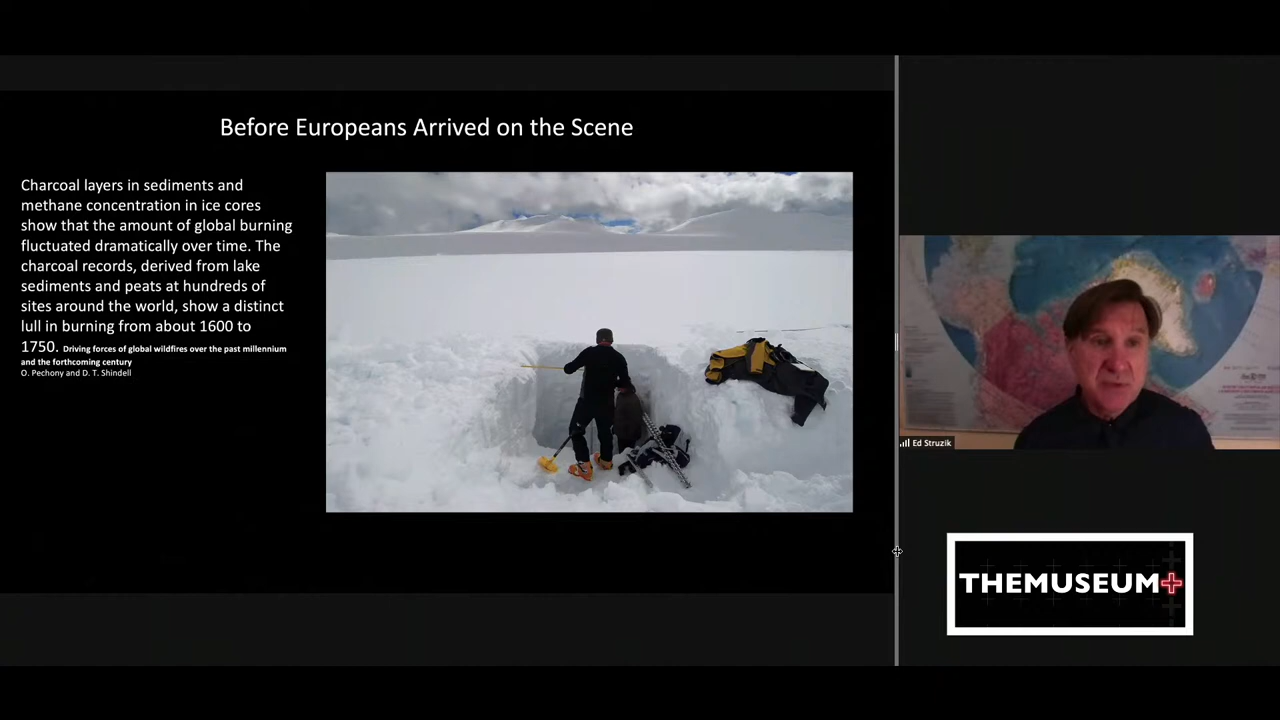 Before Europeans Arrived on the Scene
Charcoal layers in sediments and
methane concentration in ice cores
show that the amount of global burning
fluctuated dramatically over time. The
charcoal records, derived from lake
sediments and peats at hundreds of
sites around the world, show a distinct
lull in burning from about 1600 to
1750. Driving forces of global wildfires over the past millennium
and the forthcoming century
O. Pechony and D. T. Shindell
Ed Struzik
THEMUSEUM+